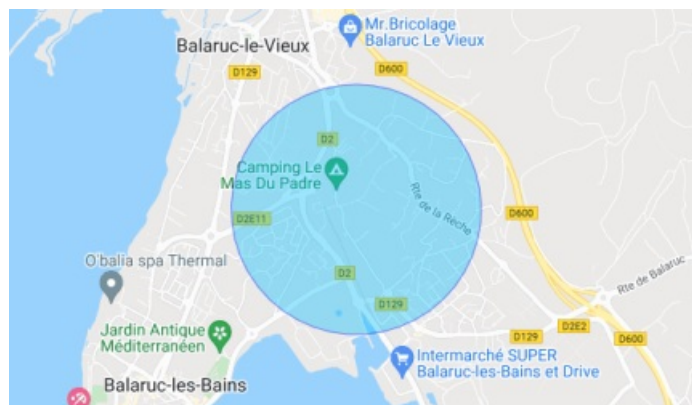 Mr.Bricolage
Balaruc Le Vieux
Balaruc-le-Vieux
D129
D600
D2
Camping Le
Mas Du Padre
Rte de la Rèche
D2E11
D600
O'balia spa Thermal
D2
Rte de Balaruc
D129
Jardin Antique
Méditerranéen
D129
D2E2
D600
Intermarché SUPER
Balaruc-les-Bains et Drive
Balaruc-les-Bains